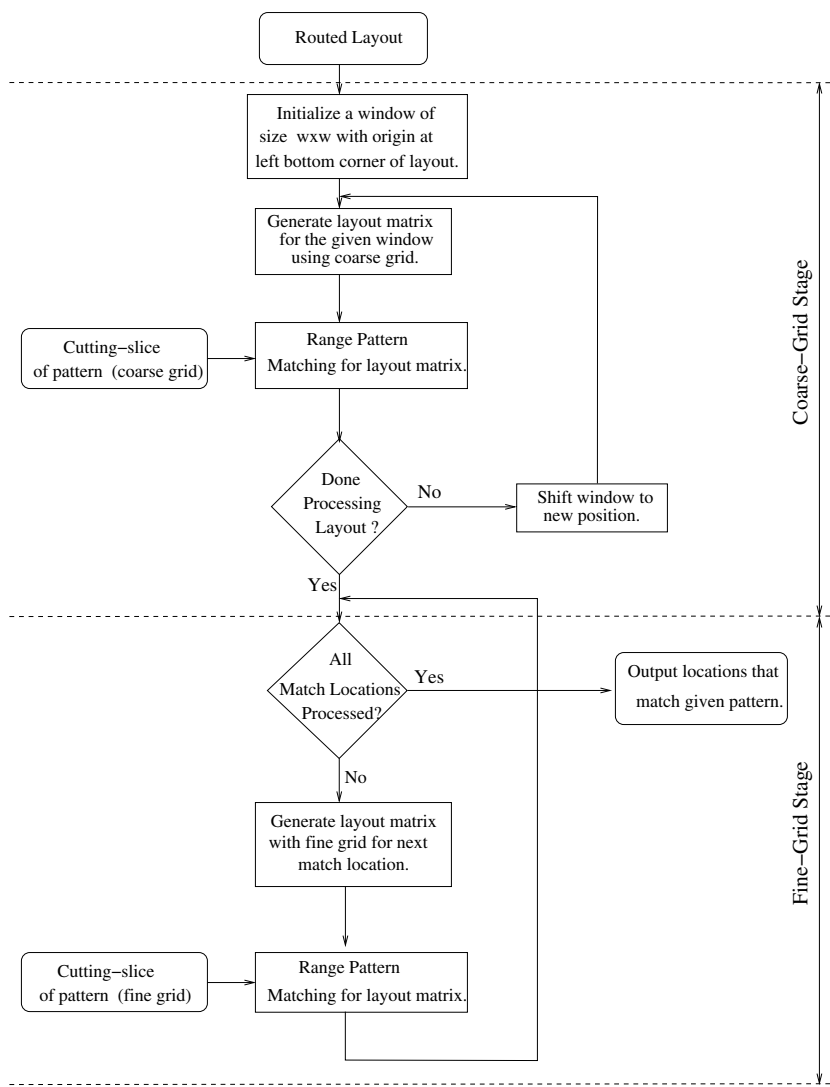 Routed Layout
Initialize a window of
size wxw with origin at
left bottom corner of layout.
Generate layout matrix
for the given window
using coarse grid.
Cutting−slice
of pattern (coarse grid)
Range Pattern
Matching for layout matrix.
Done
Processing
Layout ?
No
Shift window to
new position.
Yes
Coarse−Grid Stage
All
Match Locations
Processed?
Yes
Output locations that
match given pattern.
No
Generate layout matrix
with fine grid for next
match location.
Cutting−slice
of pattern (fine grid)
Range Pattern
Matching for layout matrix.
Fine−Grid Stage